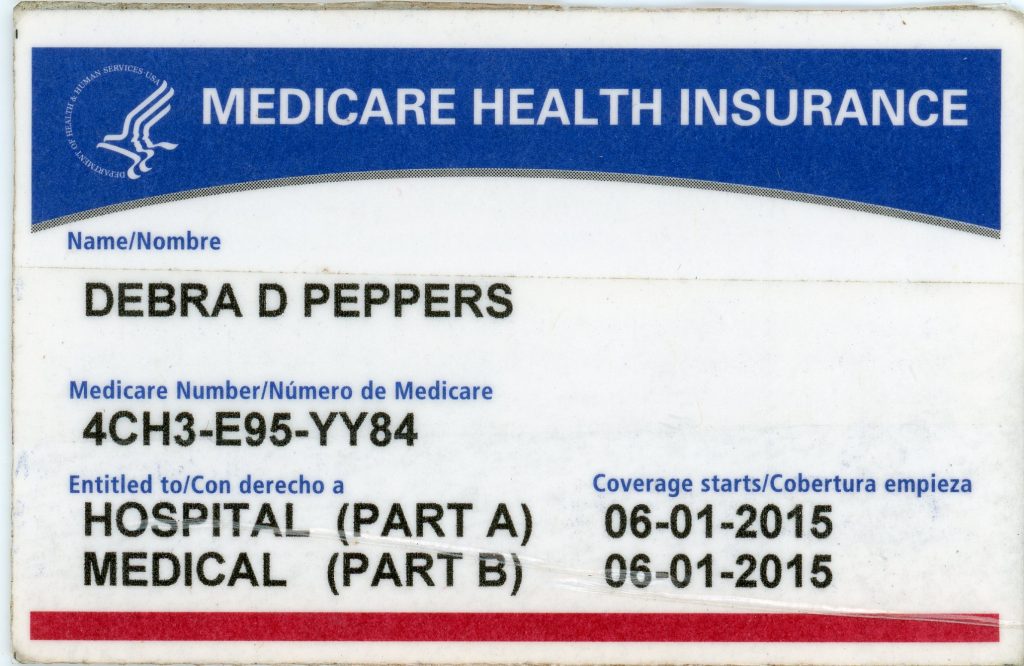 DEPARTMENT OF HEALTH & HUMAN SERVICES USA
MEDICARE HEALTH INSURANCE
Name/Nombre
DEBRA D PEPPERS
Medicare Number/Número de Medicare
4CH3-E95-YY84
Entitled to/Con derecho a Coverage starts/Cobertura empieza
HOSPITAL (PART A) 06-01-2015
MEDICAL (PART B) 06-01-2015